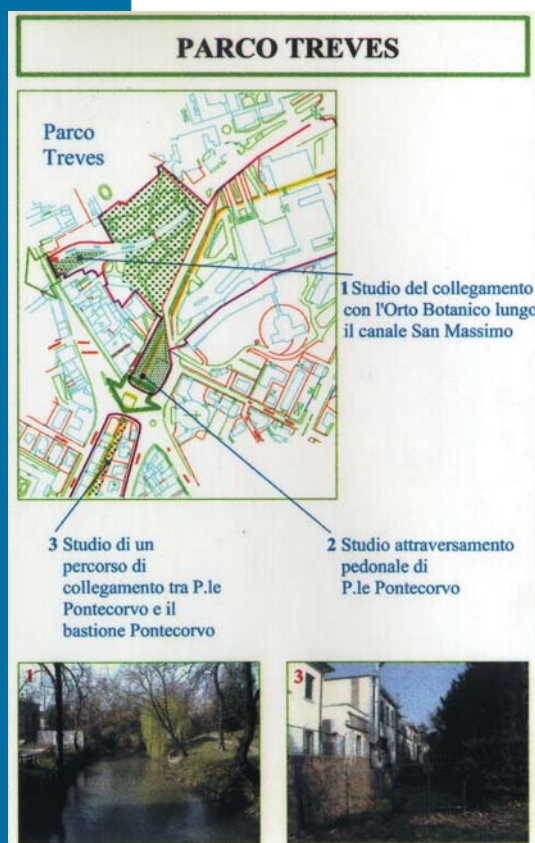 PARCO TREVES
Parco
Treves
1 Studio del collegamento
con l'Orto Botanico lungo
il canale San Massimo
3 Studio di un
percorso di
collegamento tra P.le
Pontecorvo e il
bastione Pontecorvo
2 Studio attraversamento
pedonale di
P.le Pontecorvo
1
3